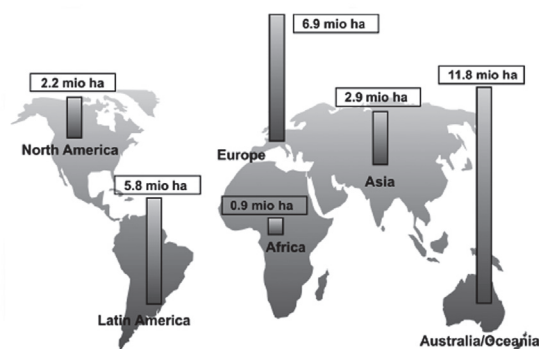 6.9 mio ha
2.2 mio ha
2.9 mio ha
11.8 mio ha
North America
Europe
Asia
5.8 mio ha
0.9 mio ha
Africa
Latin America
Australia/Oceania